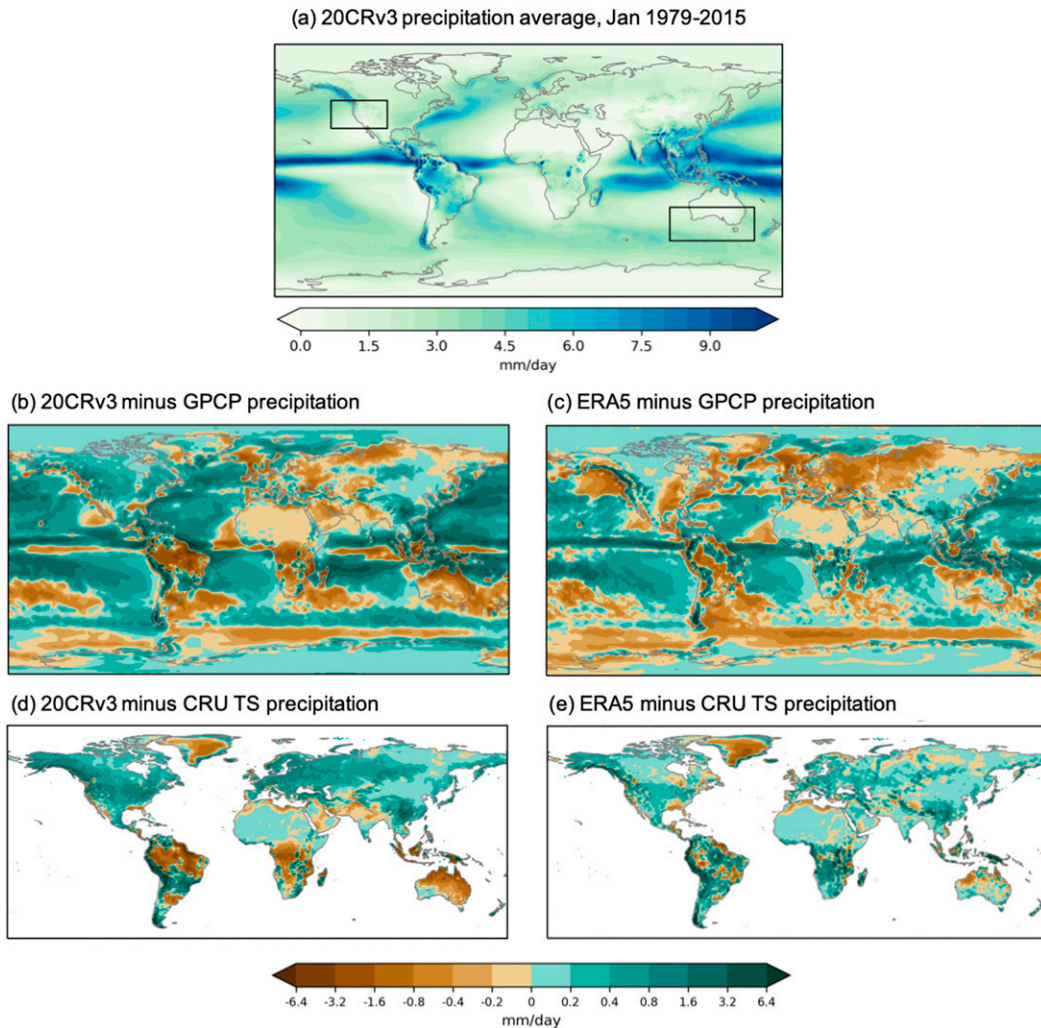 (a) 20CRv3 precipitation average, Jan 1979-2015
0.0 1.5 3.0 4.5 6.0 7.5 9.0
mm/day
(b) 20CRv3 minus GPCP precipitation
(c) ERA5 minus GPCP precipitation
(d) 20CRv3 minus CRU TS precipitation
(e) ERA5 minus CRU TS precipitation
-6.4 -3.2 -1.6 -0.8 -0.4 -0.2 0 0.2 0.4 0.8 1.6 3.2 6.4
mm/day